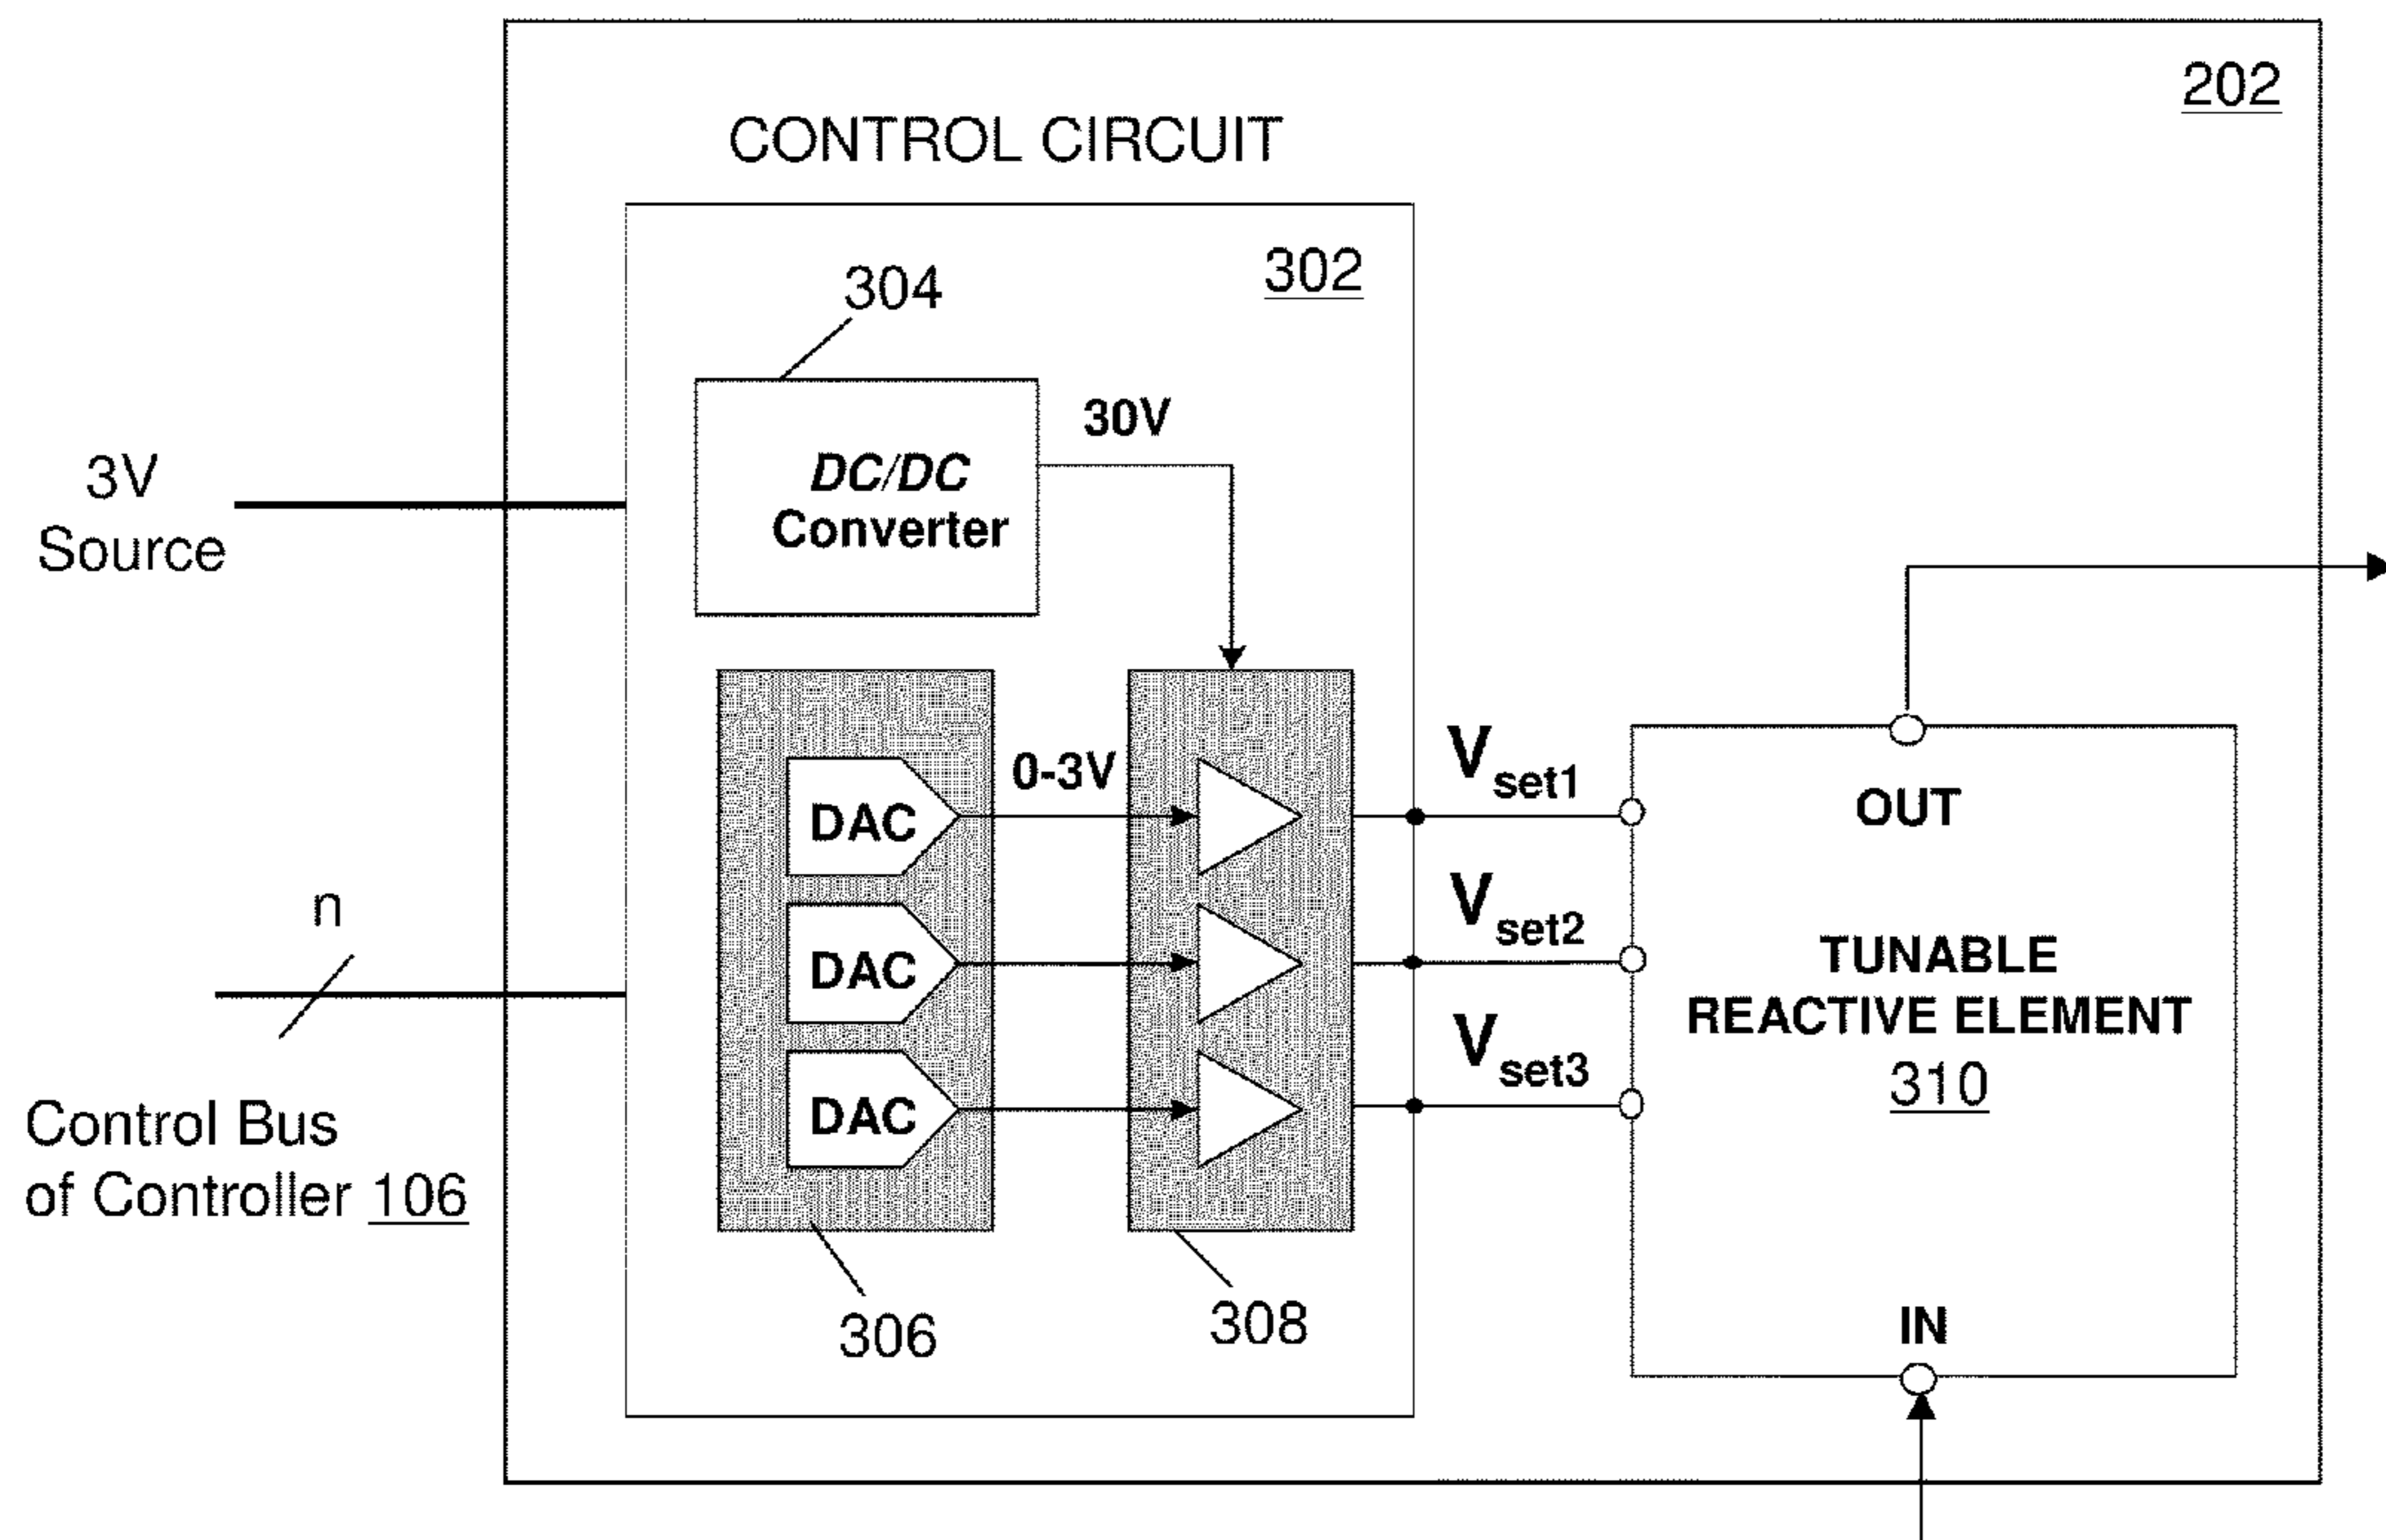 202
CONTROL CIRCUIT
302
304
30V
DC/DC
Converter
3V
Source
0-3V
DAC
DAC
DAC
Vset1
Vset2
Vset3
OUT
TUNABLE
REACTIVE ELEMENT
310
IN
n
Control Bus
of Controller 106
306
308